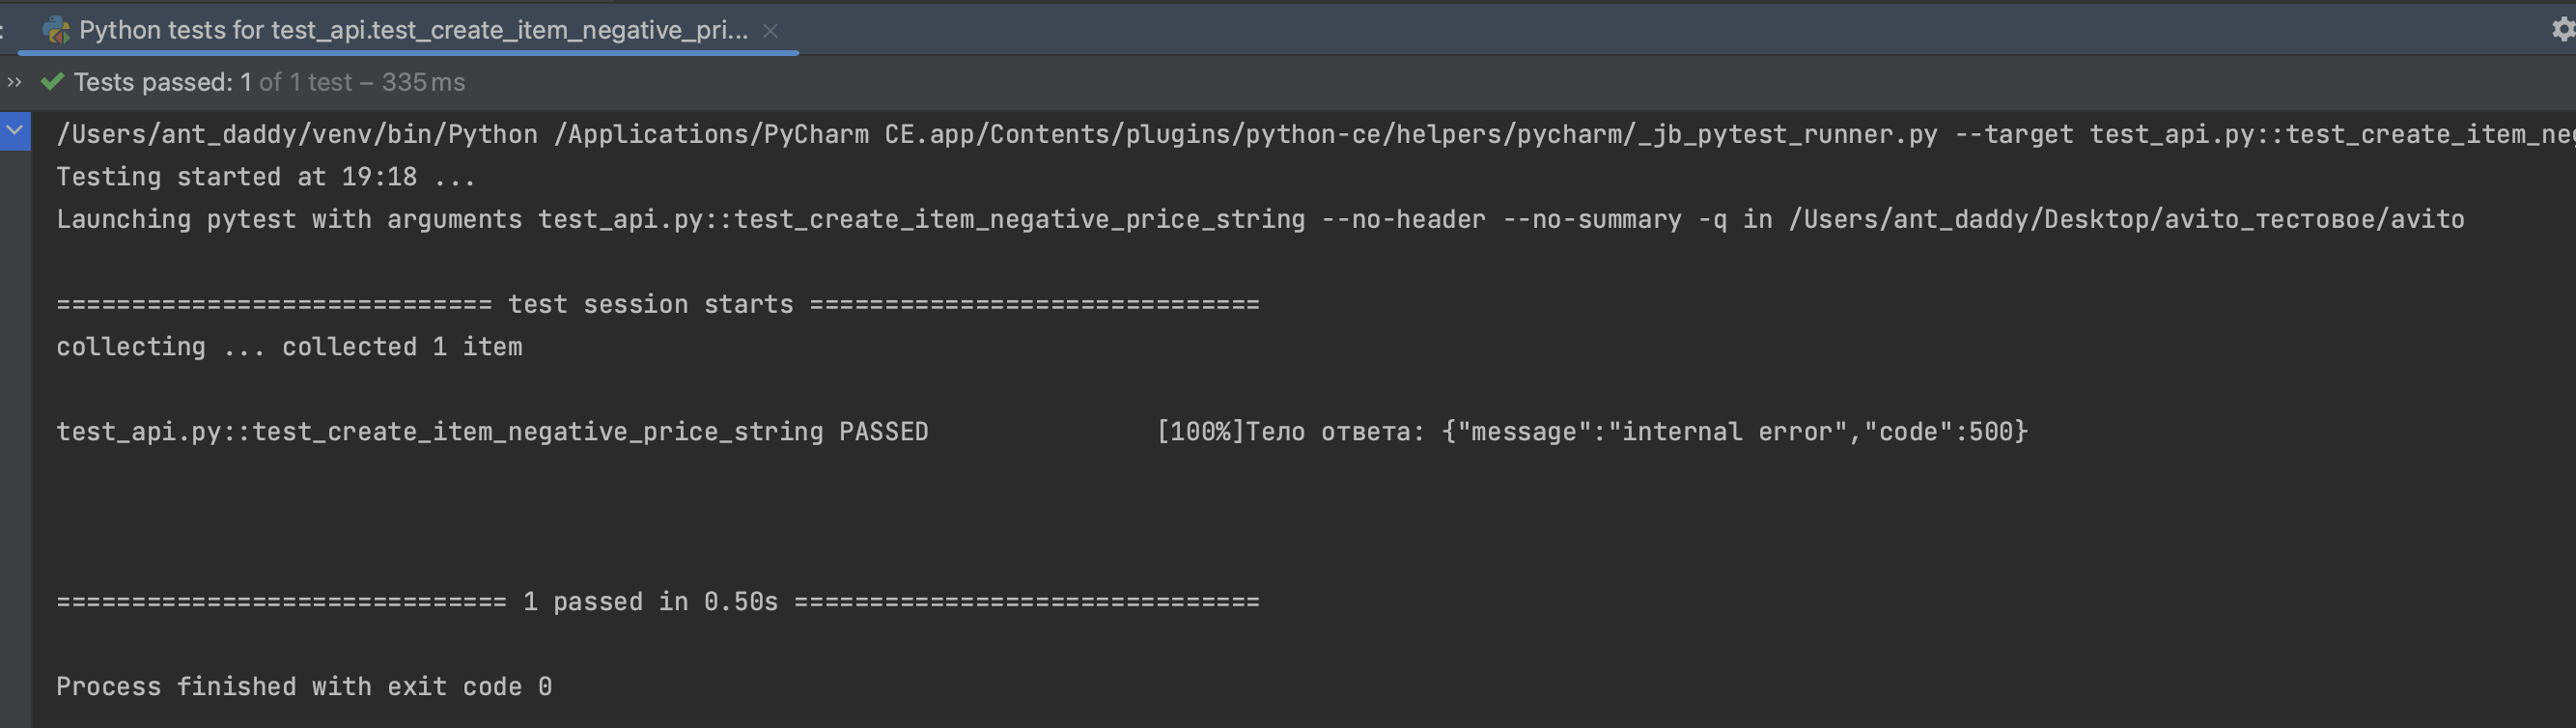 Python tests for test_api.test_create_item_negative_pri...
Tests passed: 1 of 1 test – 335 ms
/Users/ant_daddy/venv/bin/Python /Applications/PyCharm CE.app/Contents/plugins/python-ce/helpers/pycharm/_jb_pytest_runner.py --target test_api.py::test_create_item_neg
Testing started at 19:18 ...
Launching pytest with arguments test_api.py::test_create_item_negative_price_string --no-header --no-summary -q in /Users/ant_daddy/Desktop/avito_тестовое/avito
============================= test session starts ==============================
collecting ... collected 1 item
test_api.py::test_create_item_negative_price_string PASSED [100%]Тело ответа: {"message":"internal error","code":500}
============================== 1 passed in 0.50s ===============================
Process finished with exit code 0